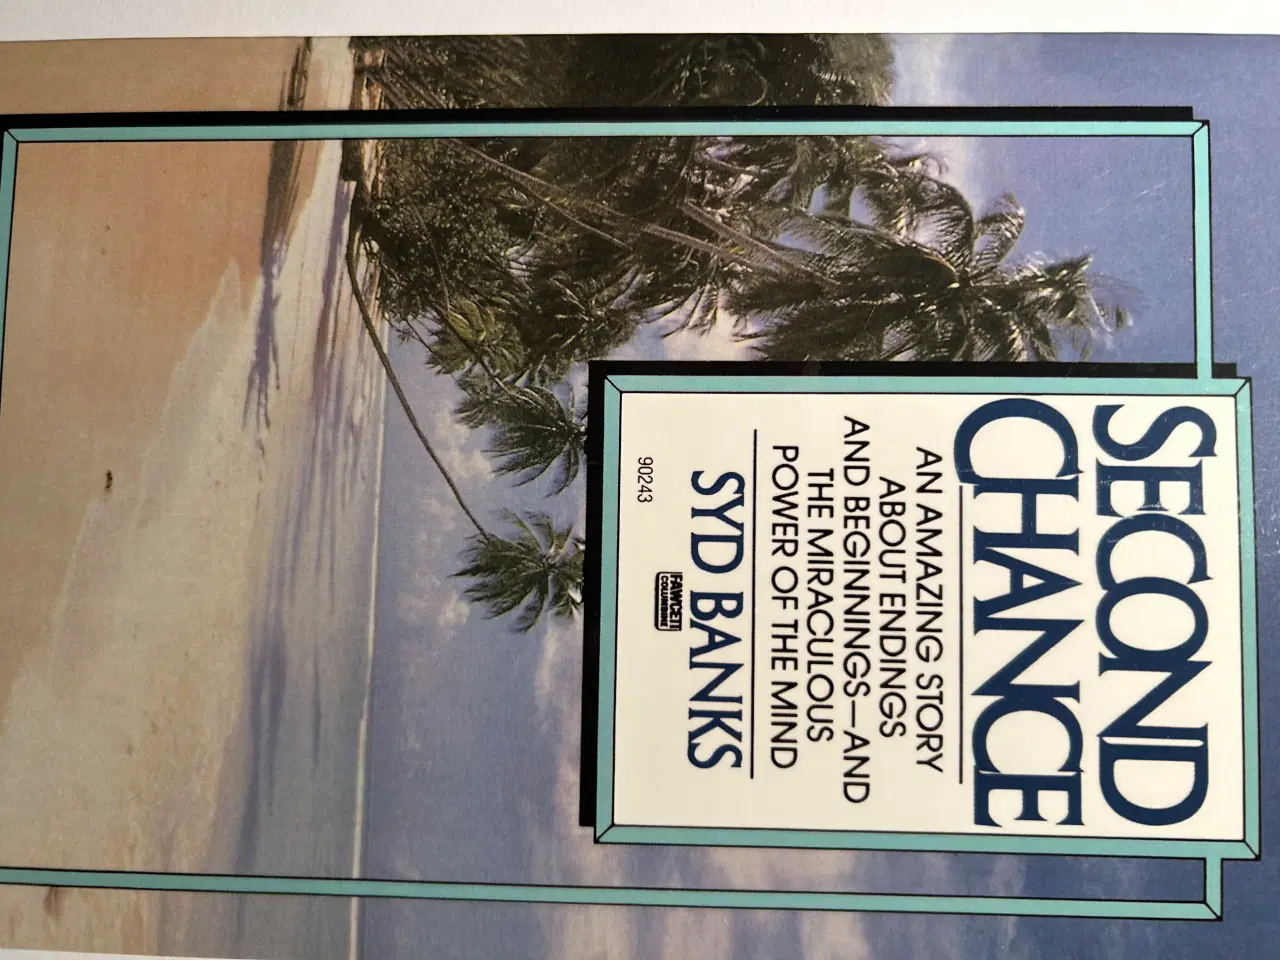 SECOND
CHANCE
AN AMAZING STORY
ABOUT ENDINGS
AND BEGINNINGS—AND
THE MIRACULOUS
POWER OF THE MIND
SYD BANKS
FAWCETT
COLUMBINE
90243